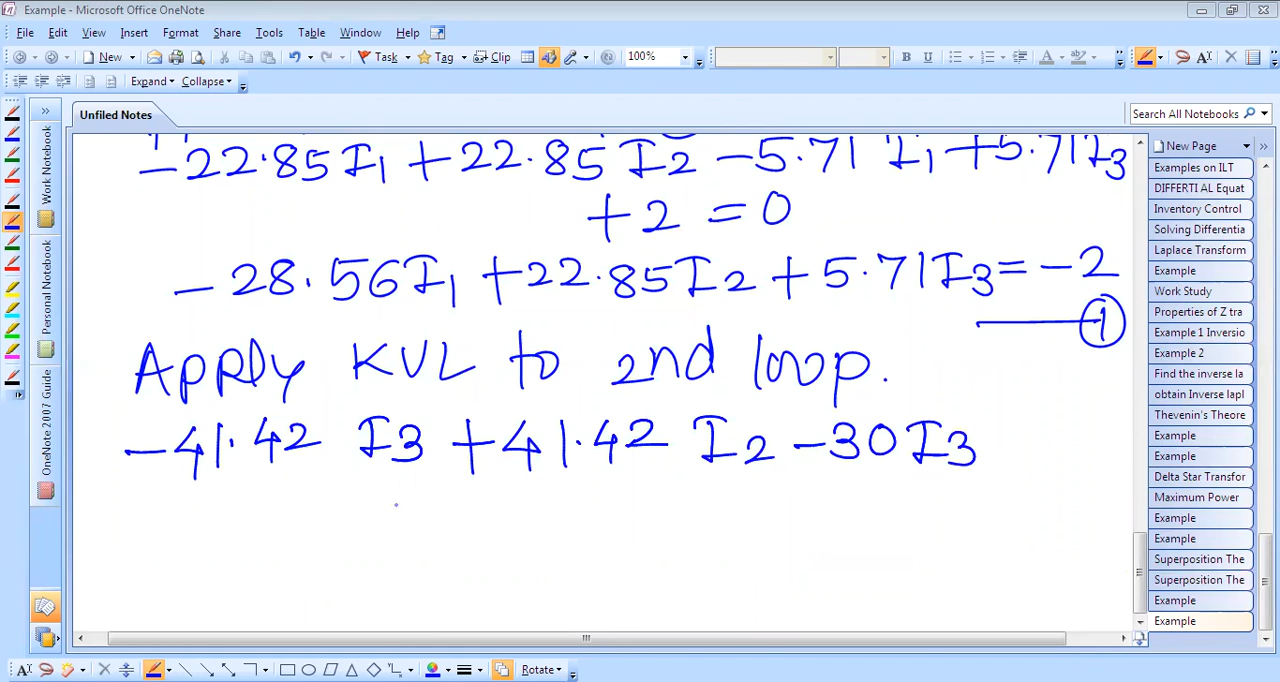 Example - Microsoft Office OneNote
File Edit View Insert Format Share Tools Table Window Help
New Task Tag Clip 100% B I U A
Expand Collapse
Unfiled Notes
Search All Notebooks
New Page
Work Notebook
Personal Notebook
OneNote 2007 Guide
-22.85 I1 + 22.85 I2 - 5.71 I1 + 5.71 I3
+ 2 = 0
- 28.56 I1 + 22.85 I2 + 5.71 I3 = -2
1
Apply KVL to 2nd loop.
-41.42 I3 + 41.42 I2 - 30 I3
Examples on ILT
DIFFERTI AL Equat
Inventory Control
Solving Differentia
Laplace Transform
Example
Work Study
Properties of Z tra
Example 1 Inversio
Example 2
Find the inverse la
obtain Inverse lapl
Thevenin's Theore
Example
Example
Delta Star Transfor
Maximum Power
Example
Example
Superposition The
Superposition The
Example
Example
Rotate